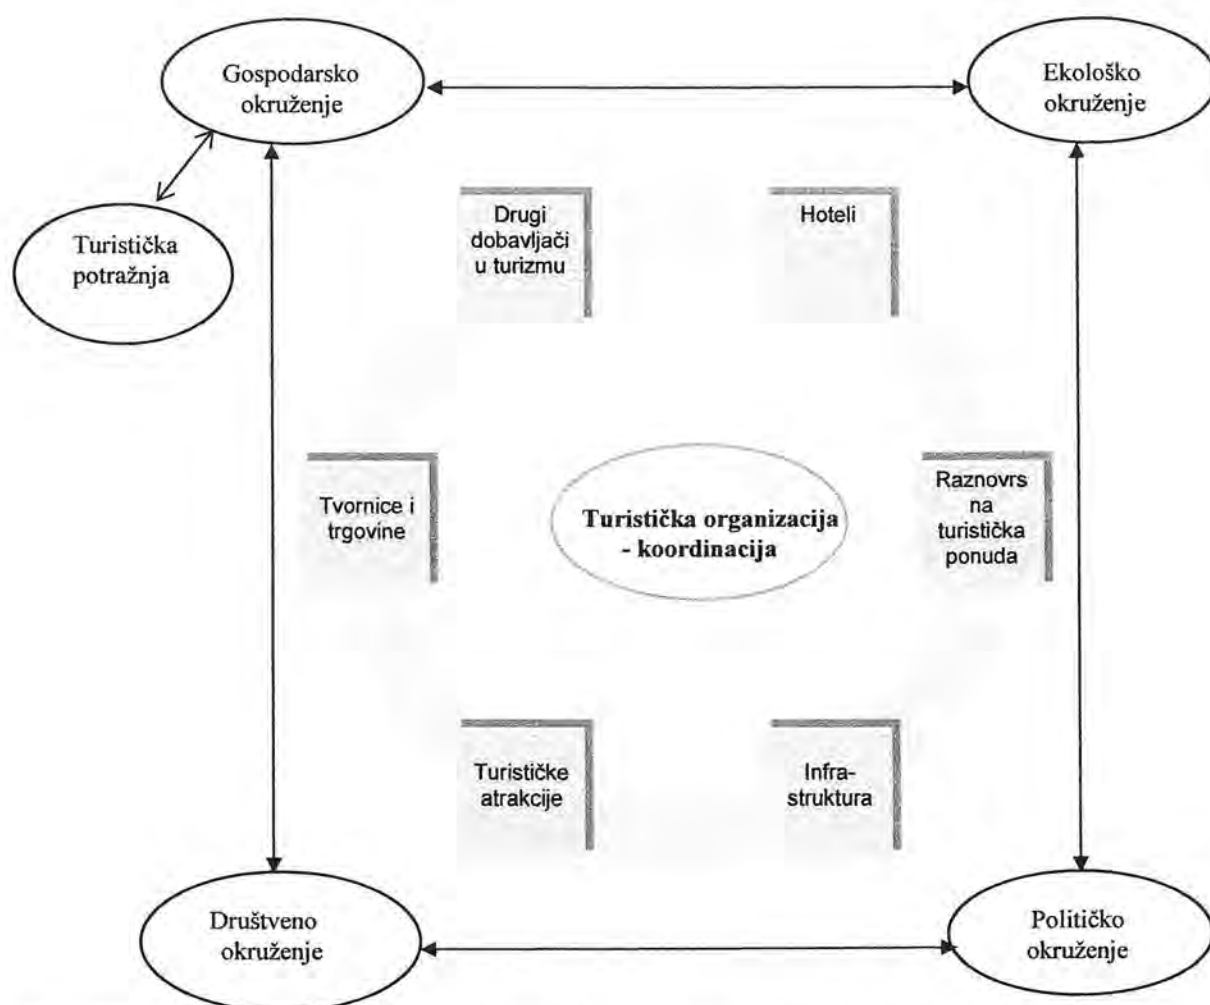 Gospodarsko
okruženje
Ekološko
okruženje
Turistička
potražnja
Drugi
dobavljači
u turizmu
Hoteli
Tvornice i
trgovine
Turistička organizacija
- koordinacija
Raznovrs
na
turistička
ponuda
Turističke
atrakcije
Infra-
struktura
Društveno
okruženje
Političko
okruženje